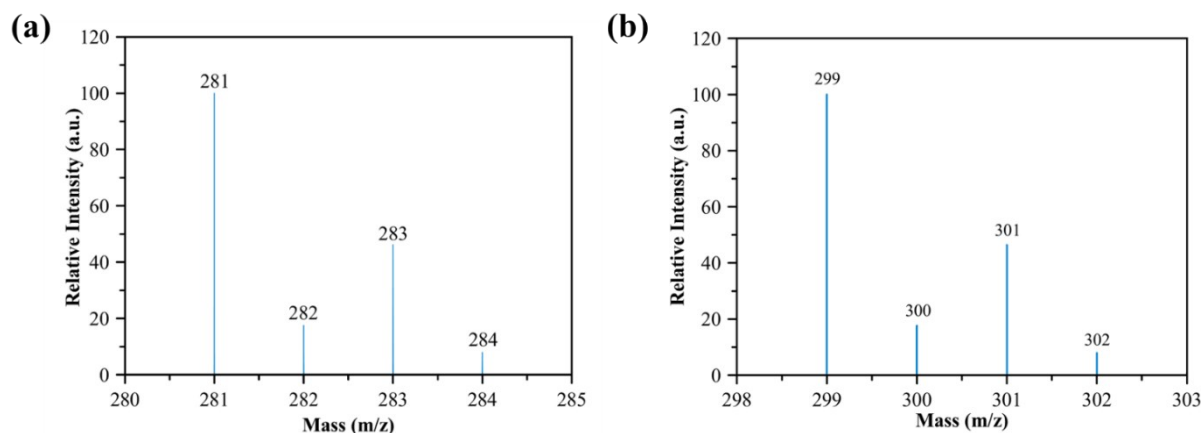 (a)
Relative Intensity (a.u.)
120
100
80
60
40
20
0
281
282
283
284
280 281 282 283 284 285
Mass (m/z)
(b)
Relative Intensity (a.u.)
120
100
80
60
40
20
0
299
300
301
302
298 299 300 301 302 303
Mass (m/z)